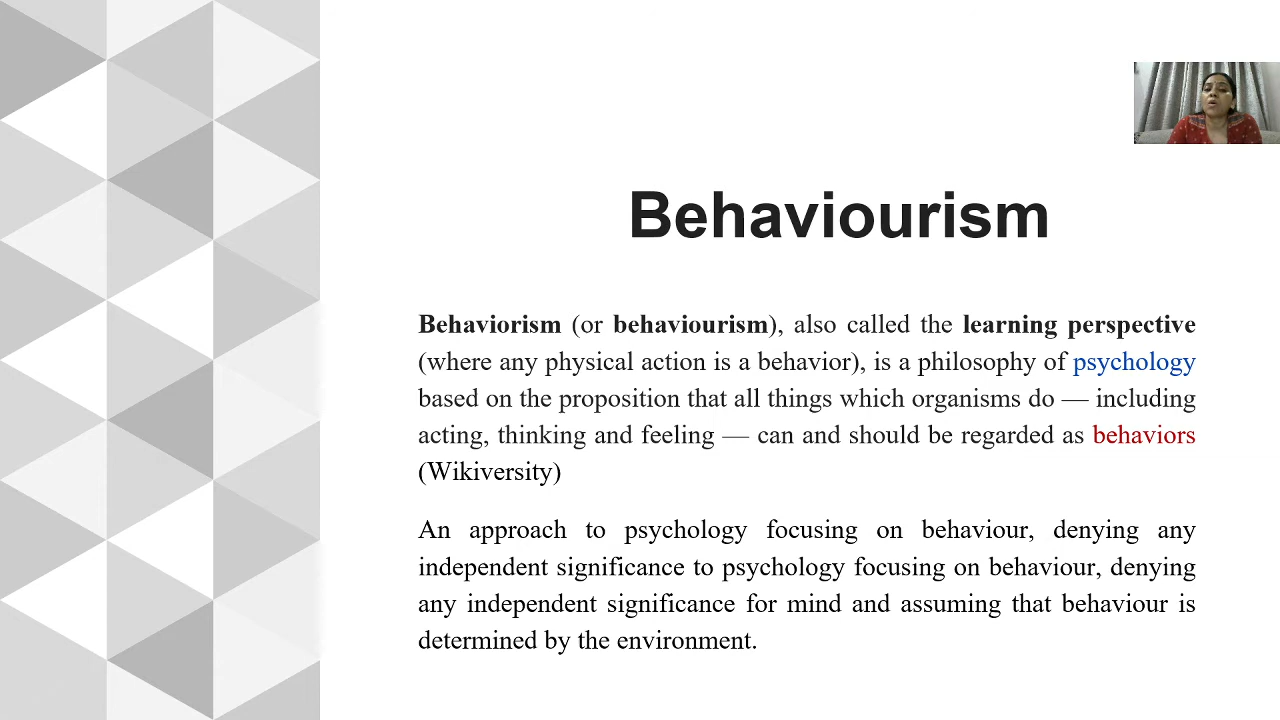 Behaviourism
Behaviorism (or behaviourism), also called the learning perspective
(where any physical action is a behavior), is a philosophy of psychology
based on the proposition that all things which organisms do — including
acting, thinking and feeling — can and should be regarded as behaviors
(Wikiversity)
An approach to psychology focusing on behaviour, denying any
independent significance to psychology focusing on behaviour, denying
any independent significance for mind and assuming that behaviour is
determined by the environment.